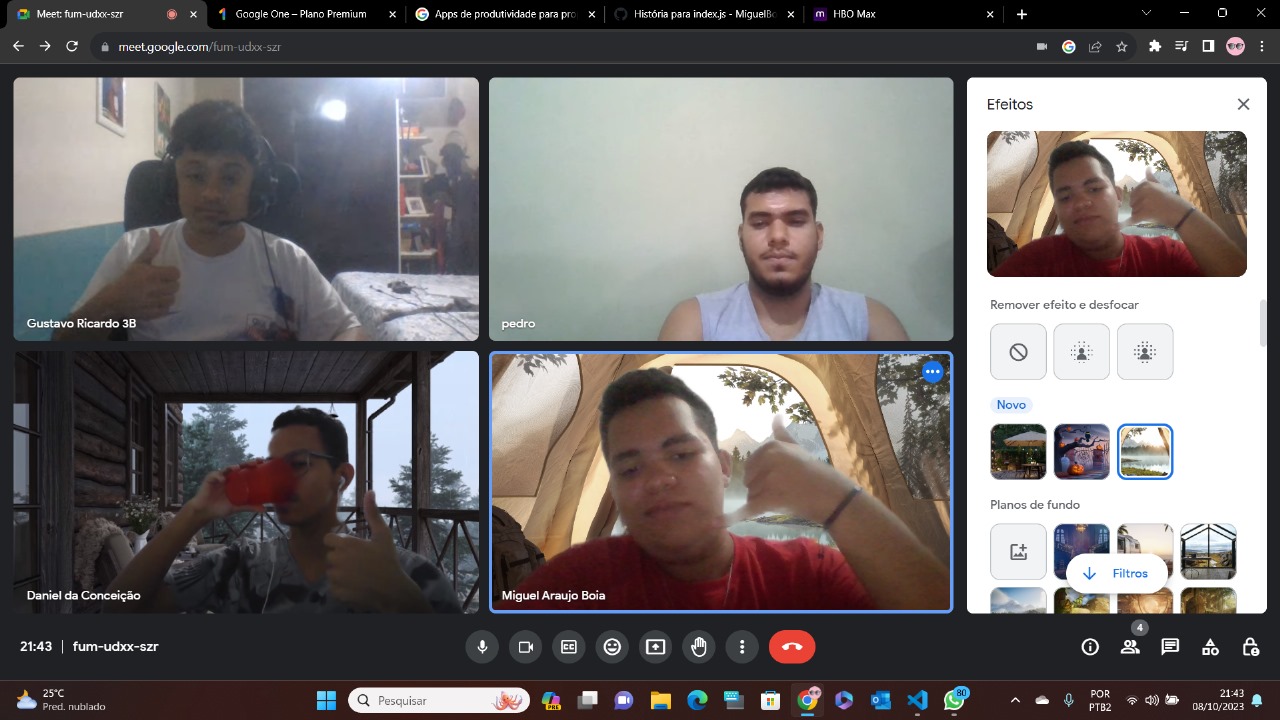 Meet: fum-udxx-szr
Google One – Plano Premium
Apps de produtividade para pro
História para index.js - MiguelBo
HBO Max
meet.google.com/fum-udxx-szr
Gustavo Ricardo 3B
pedro
Daniel da Conceição
Miguel Araujo Boia
Efeitos
Remover efeito e desfocar
Novo
Planos de fundo
Filtros
21:43
fum-udxx-szr
4
25°C
Pred. nublado
Pesquisar
80
POR
PTB2
21:43
08/10/2023